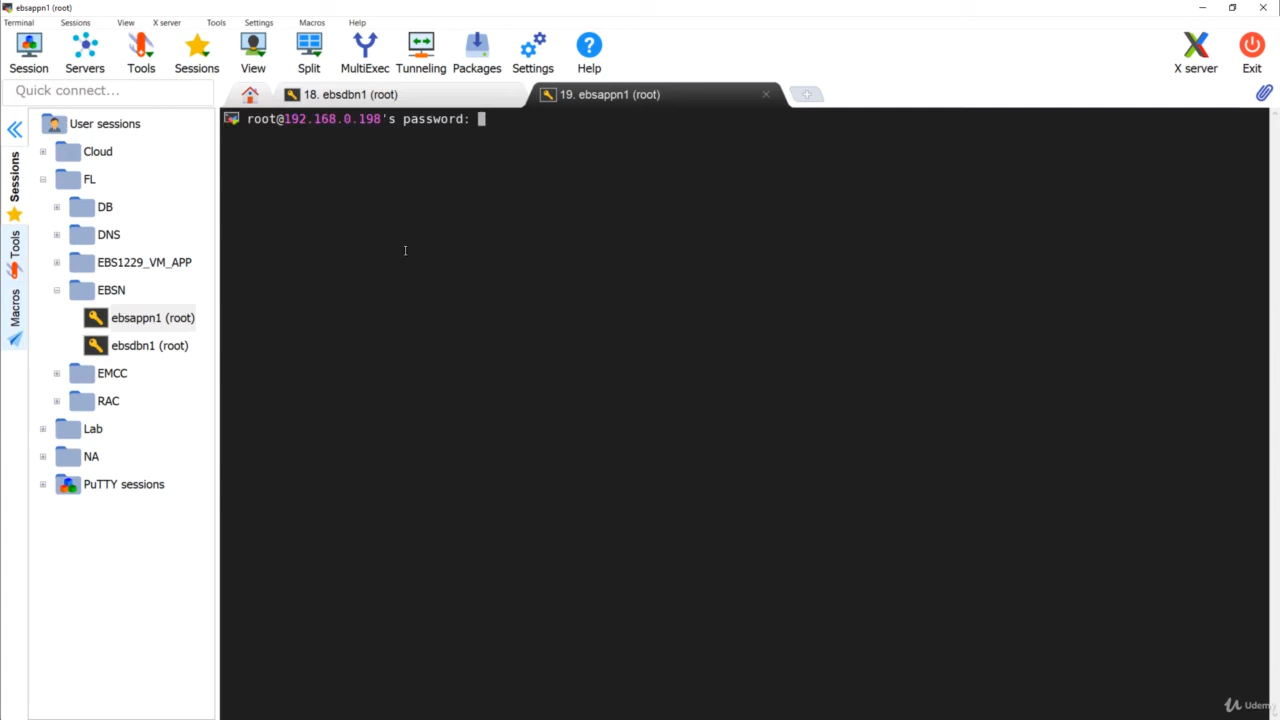 ebsappn1 (root)
Terminal Sessions View X server Tools Settings Macros Help
Session Servers Tools Sessions View Split MultiExec Tunneling Packages Settings Help X server Exit
Quick connect...
18. ebsdbn1 (root)
19. ebsappn1 (root)
Sessions
Tools
Macros
User sessions
Cloud
FL
DB
DNS
EBS1229_VM_APP
EBSN
ebsappn1 (root)
ebsdbn1 (root)
EMCC
RAC
Lab
NA
PuTTY sessions
root@192.168.0.198's password:
Udemy